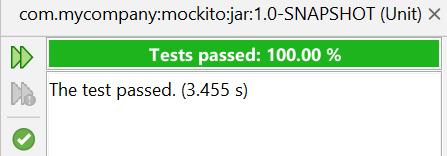 com.mycompany:mockito:jar:1.0-SNAPSHOT (Unit)
Tests passed: 100.00 %
The test passed. (3.455 s)